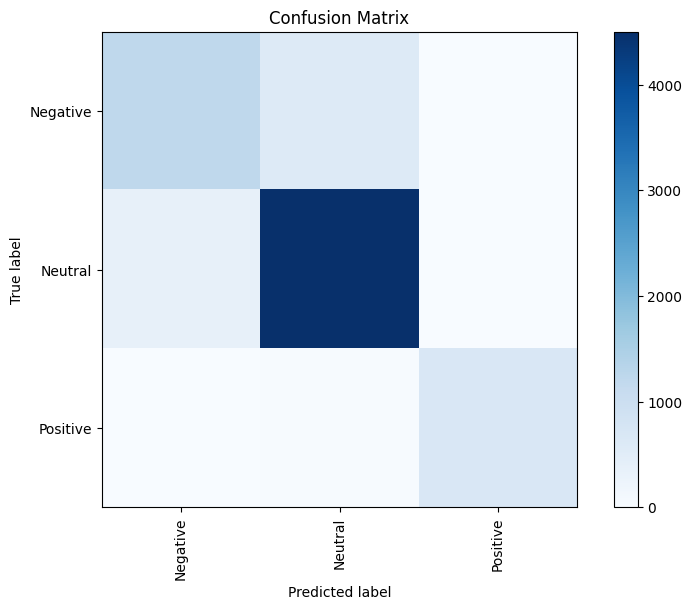 Confusion Matrix
Negative
Neutral
Positive
True label
Negative
Neutral
Positive
Predicted label
4000
3000
2000
1000
0